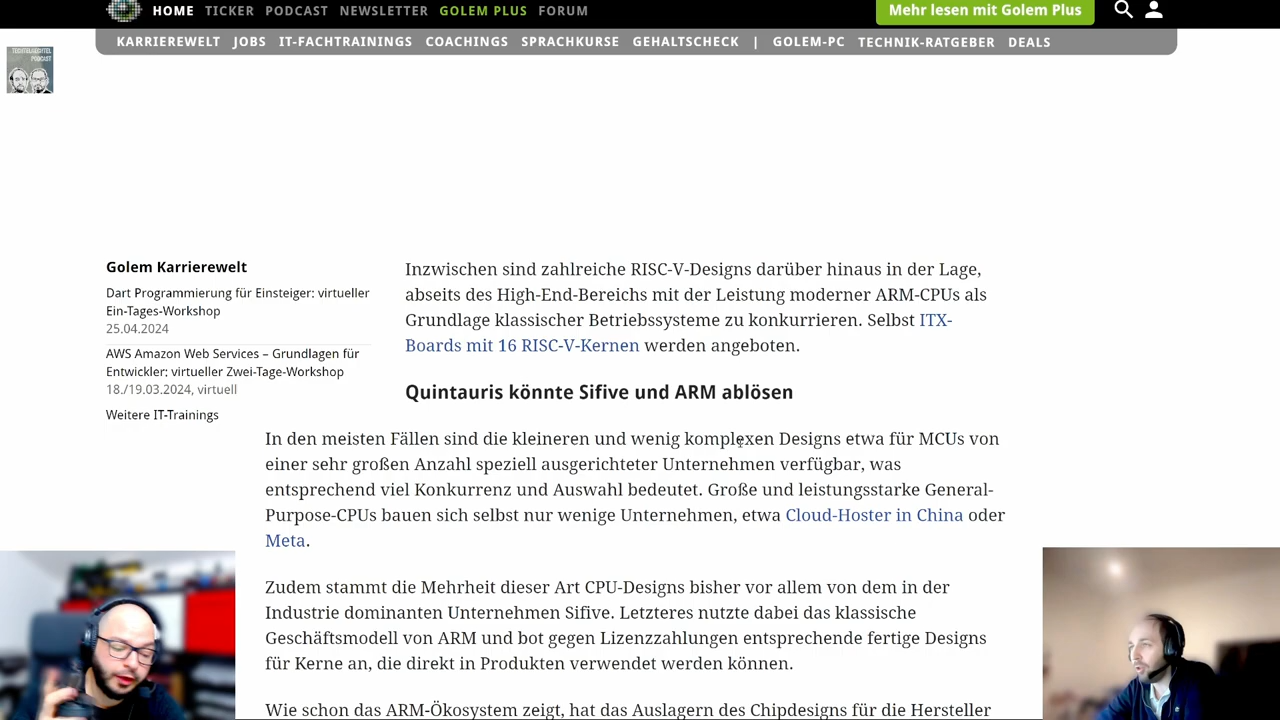 HOME TICKER PODCAST NEWSLETTER GOLEM PLUS FORUM
Mehr lesen mit Golem Plus
KARRIEREWELT JOBS IT-FACHTRAININGS COACHINGS SPRACHKURSE GEHALTSCHECK | GOLEM-PC TECHNIK-RATGEBER DEALS
TECHTELMECHTEL
PODCAST
Golem Karrierewelt
Dart Programmierung für Einsteiger: virtueller
Ein-Tages-Workshop
25.04.2024
AWS Amazon Web Services – Grundlagen für
Entwickler: virtueller Zwei-Tage-Workshop
18./19.03.2024, virtuell
Weitere IT-Trainings
Inzwischen sind zahlreiche RISC-V-Designs darüber hinaus in der Lage,
abseits des High-End-Bereichs mit der Leistung moderner ARM-CPUs als
Grundlage klassischer Betriebssysteme zu konkurrieren. Selbst ITX-
Boards mit 16 RISC-V-Kernen werden angeboten.
Quintauris könnte Sifive und ARM ablösen
In den meisten Fällen sind die kleineren und wenig komplexen Designs etwa für MCUs von
einer sehr großen Anzahl speziell ausgerichteter Unternehmen verfügbar, was
entsprechend viel Konkurrenz und Auswahl bedeutet. Große und leistungsstarke General-
Purpose-CPUs bauen sich selbst nur wenige Unternehmen, etwa Cloud-Hoster in China oder
Meta.
Zudem stammt die Mehrheit dieser Art CPU-Designs bisher vor allem von dem in der
Industrie dominanten Unternehmen Sifive. Letzteres nutzte dabei das klassische
Geschäftsmodell von ARM und bot gegen Lizenzzahlungen entsprechende fertige Designs
für Kerne an, die direkt in Produkten verwendet werden können.
Wie schon das ARM-Ökosystem zeigt, hat das Auslagern des Chipdesigns für die Hersteller